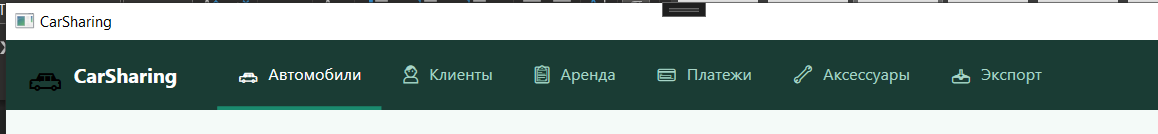 CarSharing
CarSharing Автомобили Клиенты Аренда Платежи Аксессуары Экспорт